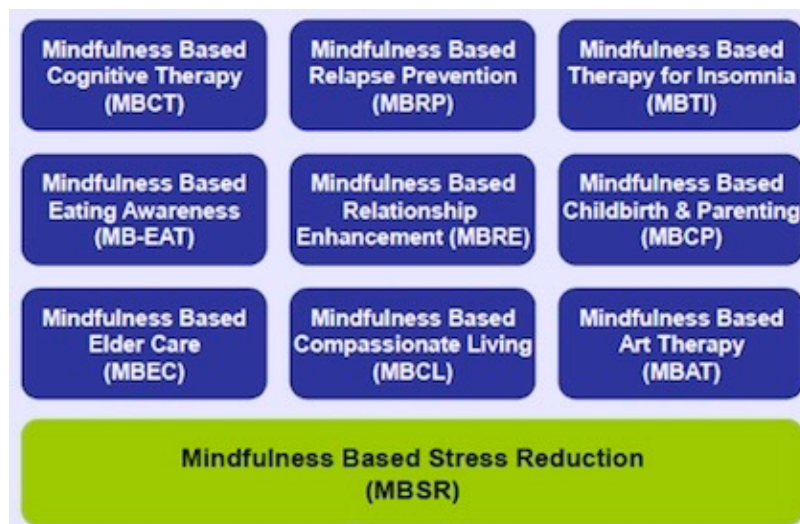 Mindfulness Based
Cognitive Therapy
(MBCT)
Mindfulness Based
Relapse Prevention
(MBRP)
Mindfulness Based
Therapy for Insomnia
(MBTI)
Mindfulness Based
Eating Awareness
(MB-EAT)
Mindfulness Based
Relationship
Enhancement (MBRE)
Mindfulness Based
Childbirth & Parenting
(MBCP)
Mindfulness Based
Elder Care
(MBEC)
Mindfulness Based
Compassionate Living
(MBCL)
Mindfulness Based
Art Therapy
(MBAT)
Mindfulness Based Stress Reduction
(MBSR)